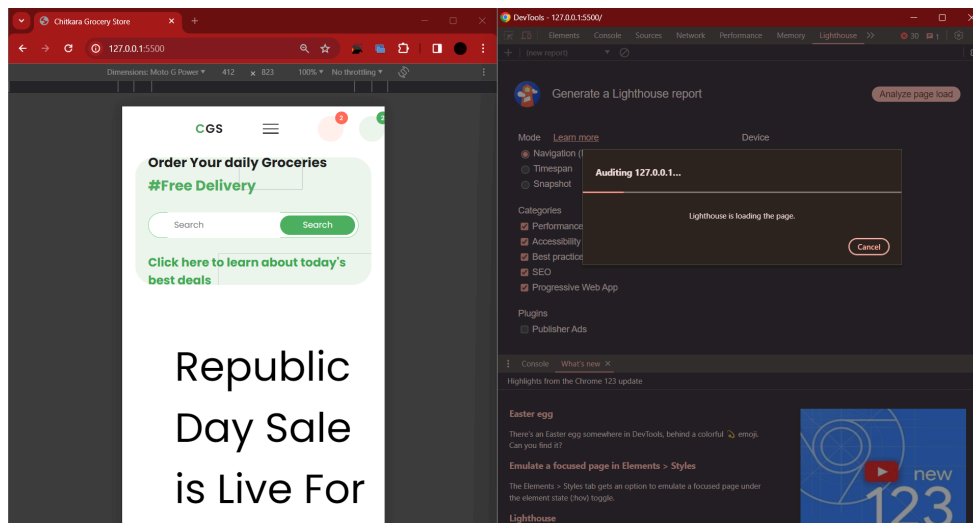 Chitkara Grocery Store
127.0.0.1:5500
Dimensions: Moto G Power 412 x 823 100% No throttling
CGS
3
2
Order Your daily Groceries
#Free Delivery
Search Search
Click here to learn about today's
best deals
Republic
Day Sale
is Live For
DevTools - 127.0.0.1:5500/
Elements Console Sources Network Performance Memory Lighthouse 30 1
(new report)
Generate a Lighthouse report
Analyze page load
Mode Learn more Device
Navigation (
Timespan
Snapshot
Categories
Performance
Accessibility
Best practice
SEO
Progressive Web App
Plugins
Publisher Ads
Auditing 127.0.0.1...
Lighthouse is loading the page.
Cancel
Console What's new
Highlights from the Chrome 123 update
Easter egg
There's an Easter egg somewhere in DevTools, behind a colorful 💫 emoji.
Can you find it?
Emulate a focused page in Elements > Styles
The Elements > Styles tab gets an option to emulate a focused page under
the element state (:hov) toggle.
Lighthouse
new
123